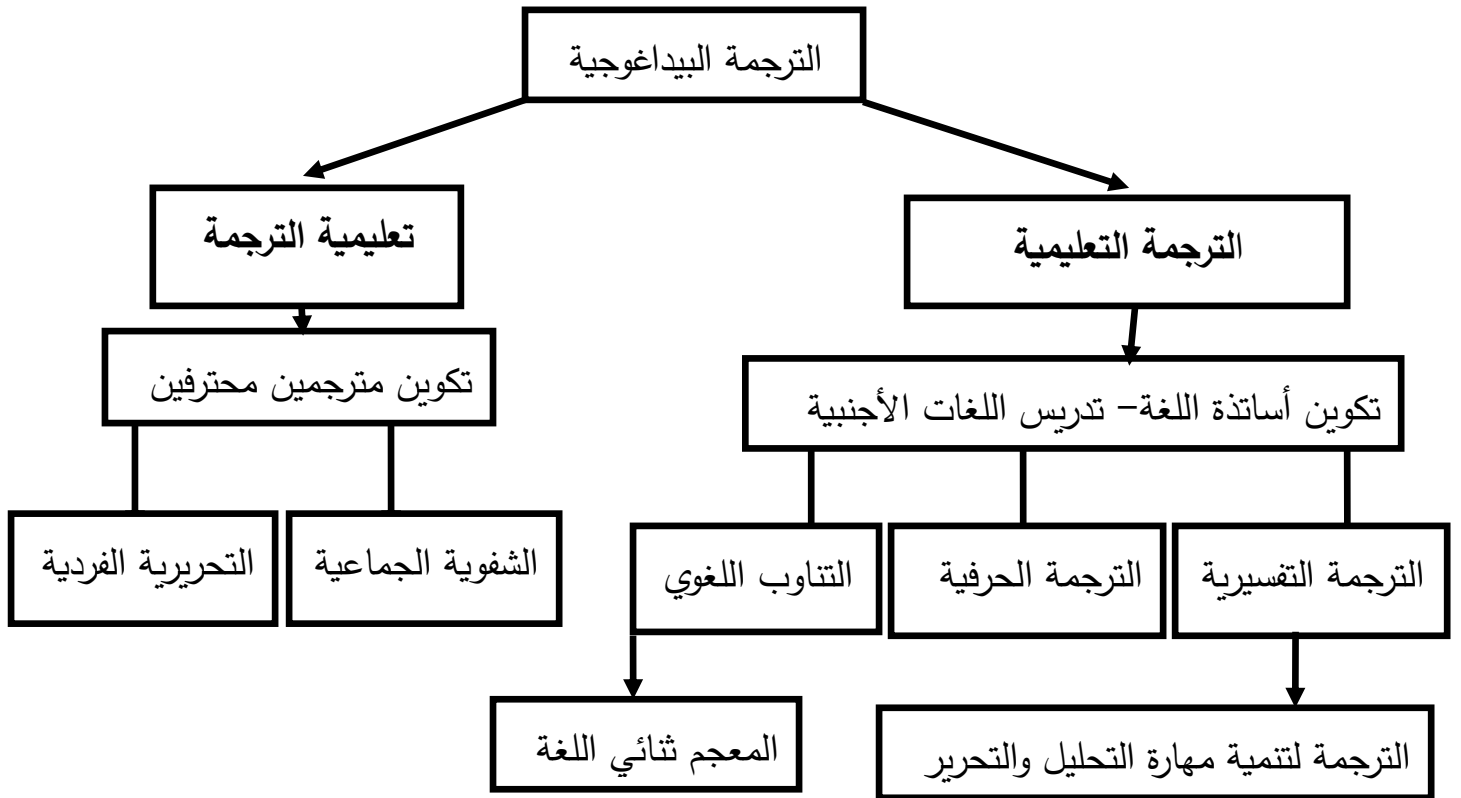 الترجمة البيداغوجية
الترجمة التعليمية
تعليمية الترجمة
تكوين أساتذة اللغة– تدريس اللغات الأجنبية
تكوين مترجمين محترفين
الترجمة التفسيرية
الترجمة الحرفية
التناوب اللغوي
الشفوية الجماعية
التحريرية الفردية
الترجمة لتنمية مهارة التحليل والتحرير
المعجم ثنائي اللغة